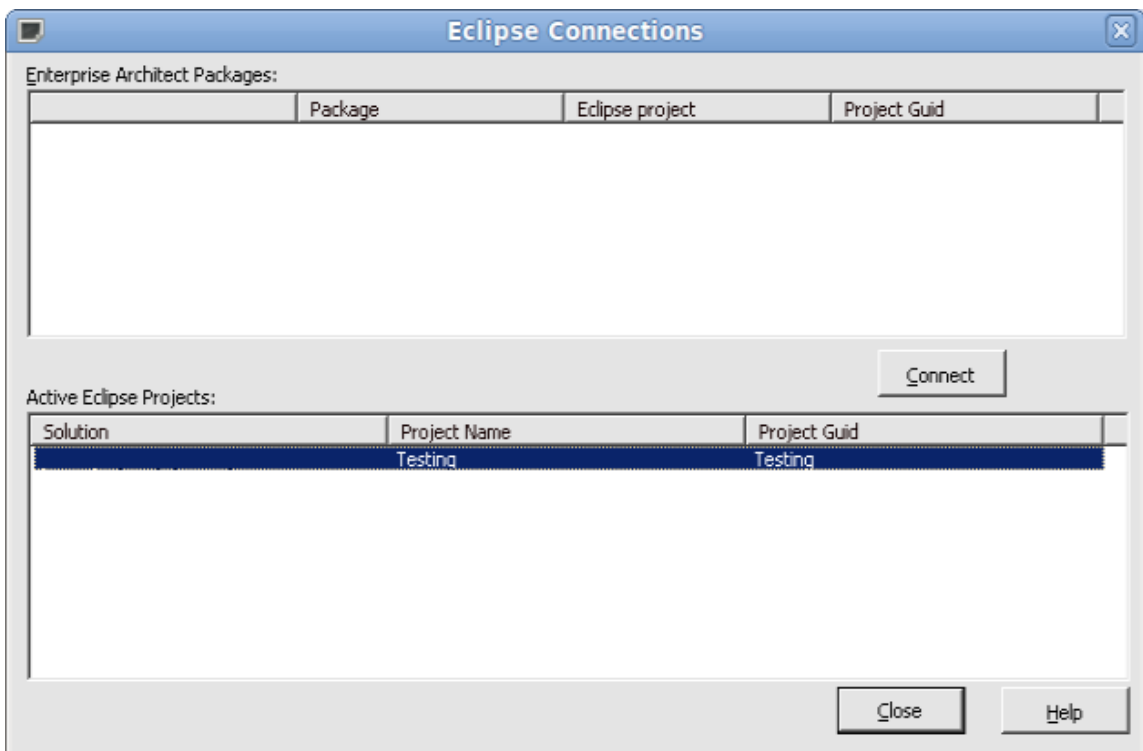 Eclipse Connections
Enterprise Architect Packages:
Package Eclipse project Project Guid
Connect
Active Eclipse Projects:
Solution Project Name Project Guid
Testing Testing
Close Help